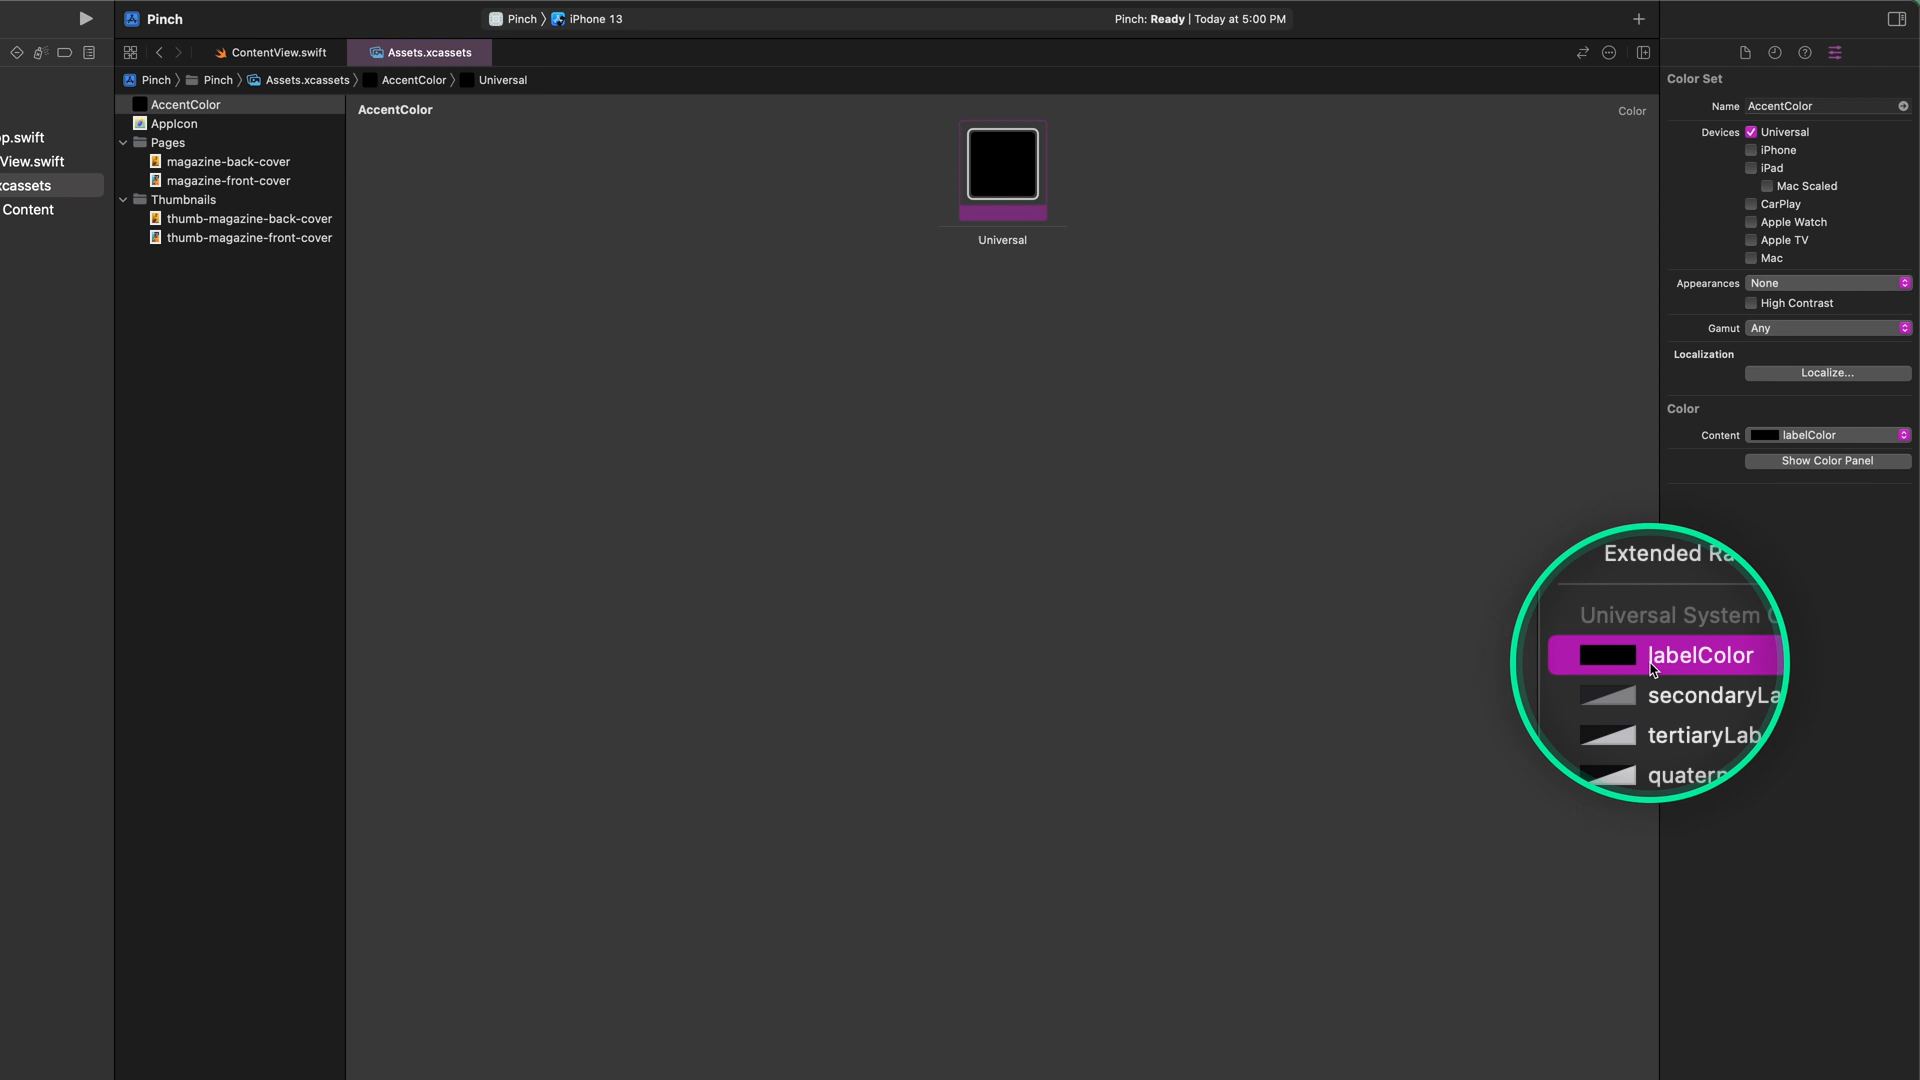 Pinch
Pinch
iPhone 13
Pinch: Ready | Today at 5:00 PM
ContentView.swift
Assets.xcassets
Pinch
Pinch
Assets.xcassets
AccentColor
Universal
p.swift
View.swift
cassets
Content
AccentColor
AppIcon
Pages
magazine-back-cover
magazine-front-cover
Thumbnails
thumb-magazine-back-cover
thumb-magazine-front-cover
AccentColor
Color
Universal
Color Set
Name AccentColor
Devices Universal
iPhone
iPad
Mac Scaled
CarPlay
Apple Watch
Apple TV
Mac
Appearances None
High Contrast
Gamut Any
Localization
Localize...
Color
Content labelColor
Show Color Panel
Extended Ra
Universal System
labelColor
secondaryLa
tertiaryLab
quatern